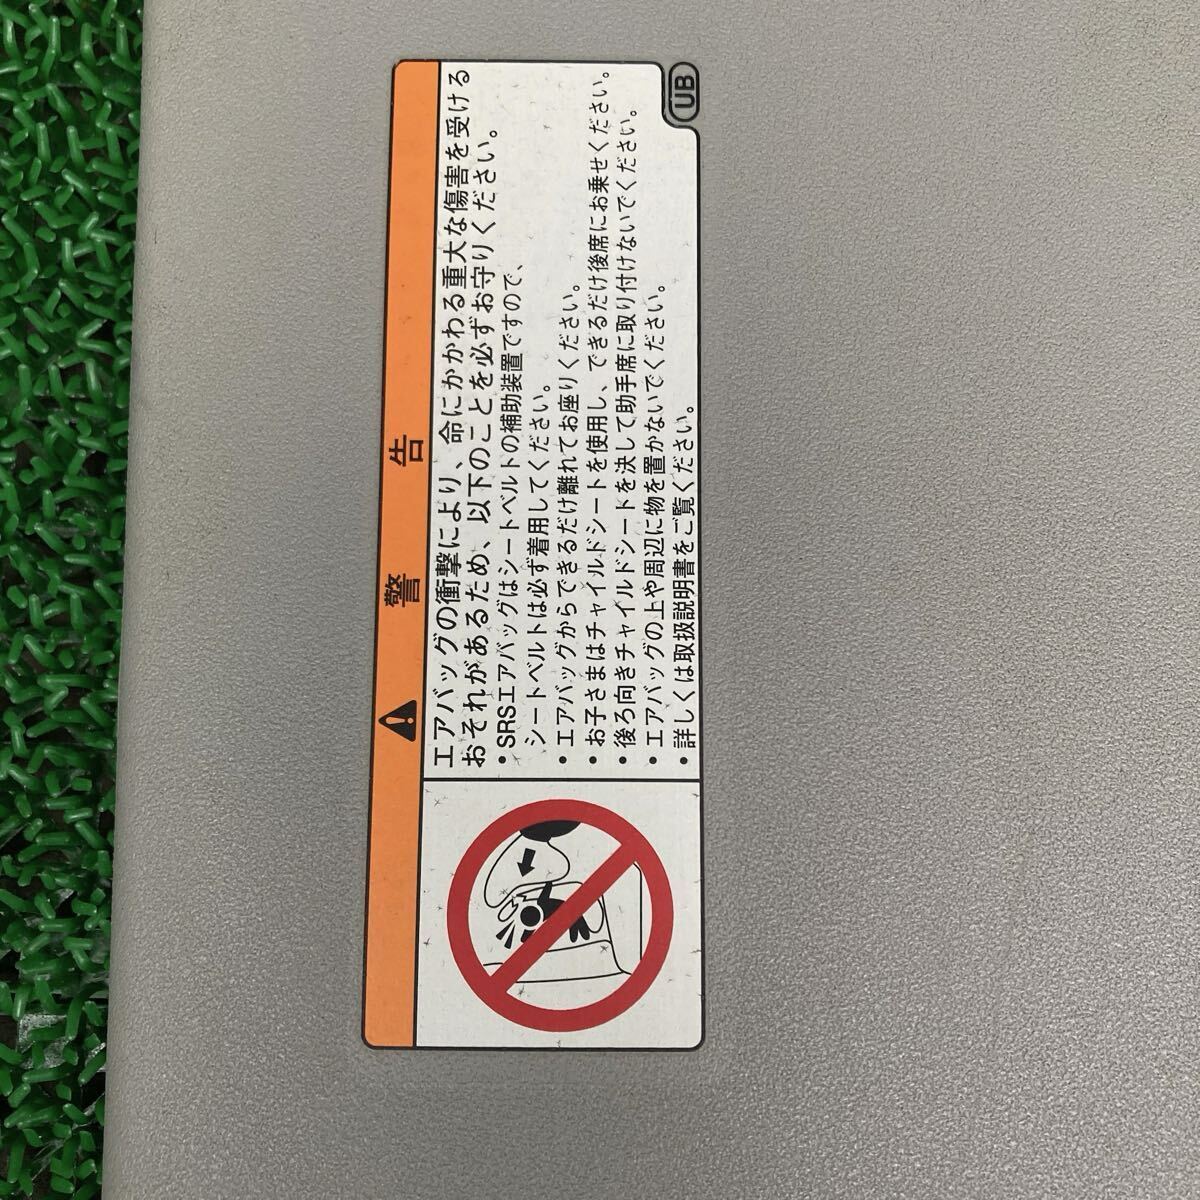 警告
エアバッグの衝撃により、命にかかわる重大な傷害を受ける
おそれがあるため、以下のことを必ずお守りください。
・SRSエアバッグはシートベルトの補助装置ですので、
シートベルトは必ず着用してください。
・エアバッグからできるだけ離れてお座りください。
・お子さまはチャイルドシートを使用し、できるだけ後席にお乗せください。
・後ろ向きチャイルドシートを決して助手席に取り付けないでください。
・エアバッグの上や周辺に物を置かないでください。
・詳しくは取扱説明書をご覧ください。
UB